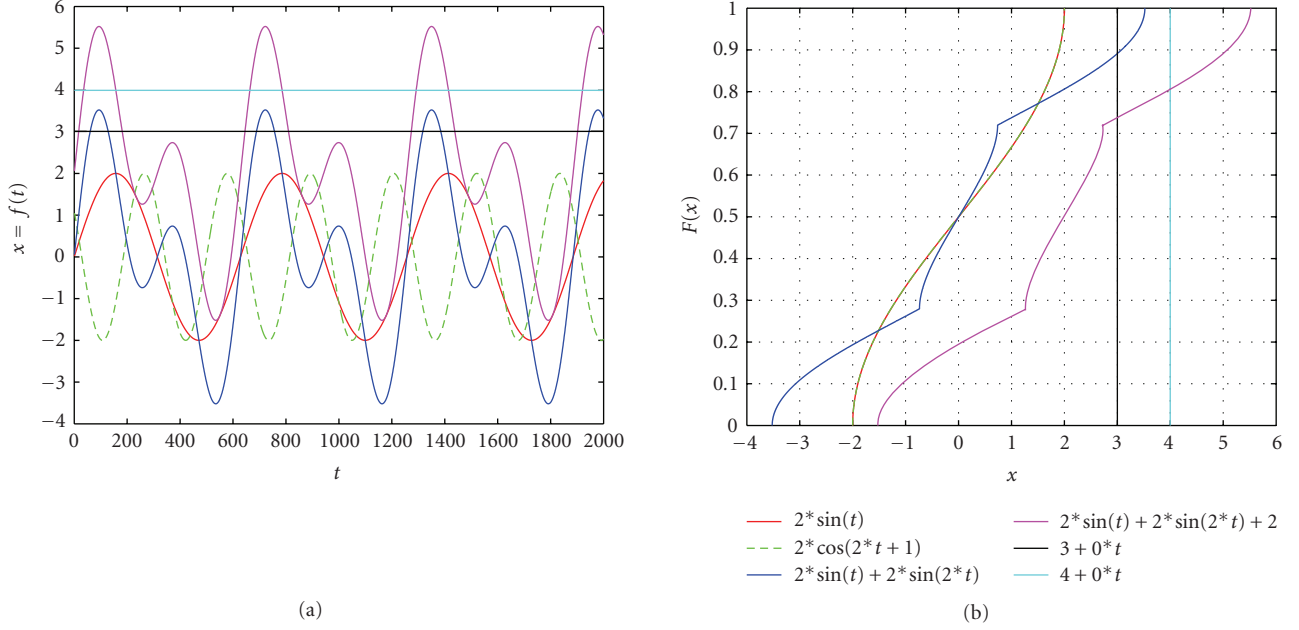 6
5
4
3
2
1
0
−1
−2
−3
−4
x = f(t)
0 200 400 600 800 1000 1200 1400 1600 1800 2000
t
(a)
1
0.9
0.8
0.7
0.6
0.5
0.4
0.3
0.2
0.1
0
F(x)
−4 −3 −2 −1 0 1 2 3 4 5 6
x
2*sin(t)
2*cos(2*t+1)
2*sin(t)+2*sin(2*t)
2*sin(t)+2*sin(2*t)+2
3+0*t
4+0*t
(b)